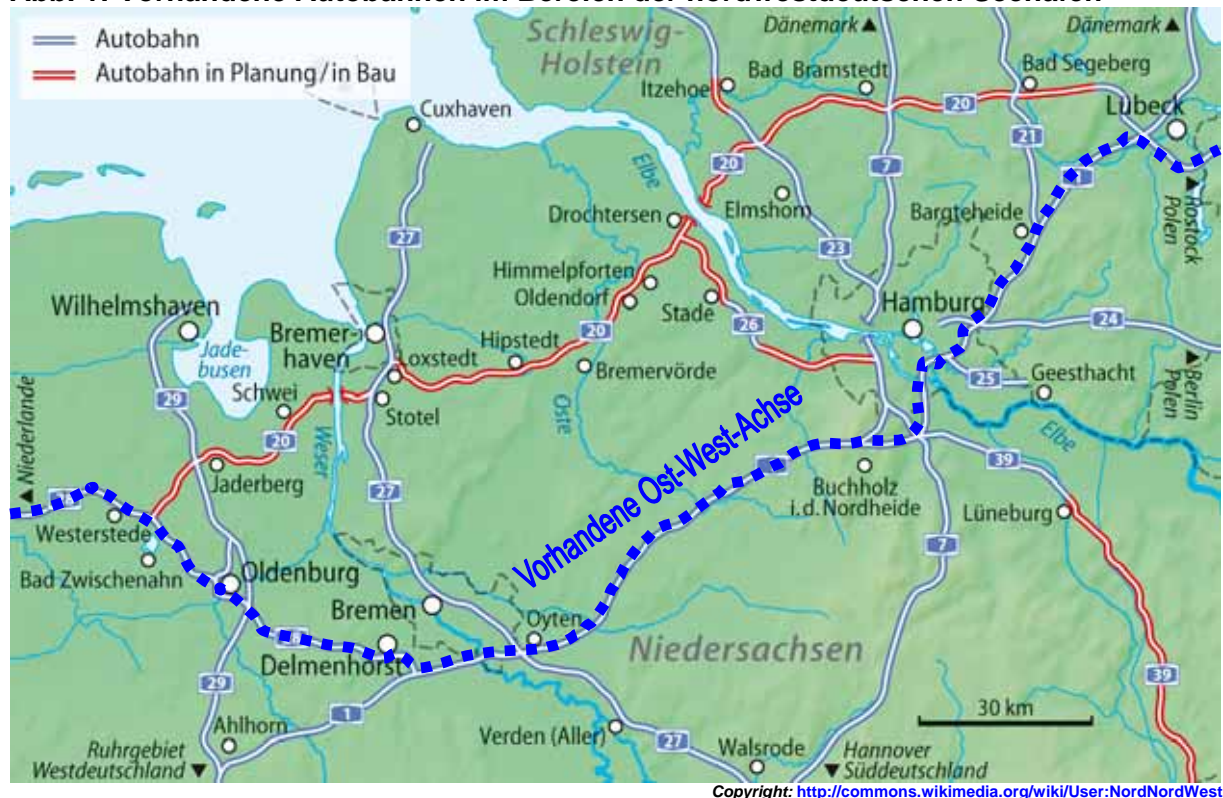 Autobahn
Autobahn in Planung/in Bau
Schleswig-
Holstein
Dänemark ▲
Dänemark ▲
Itzehoe
Bad Bramstedt
Bad Segeberg
Cuxhaven
20
Lübeck
21
Elbe
20
7
1
Drochtersen
Elmshorn
Bargteheide
▼ Rostock
Polen
27
23
Himmelpforten
Oldendorf
Wilhelmshaven
Stade
Hamburg
Bremer-
haven
20
26
24
Jade-
busen
Hipstedt
Loxstedt
Bremervörde
25
Geesthacht
▼ Berlin
Polen
29
Schwei
Stotel
Oste
Elbe
20
Weser
Vorhandene Ost-West-Achse
39
▲ Niederlande
Jaderberg
27
Buchholz
i.d. Nordheide
Lüneburg
Westerstede
7
Bad Zwischenahn
Oldenburg
Bremen
Oyten
Delmenhorst
Niedersachsen
29
39
1
30 km
Ahlhorn
Verden (Aller)
27
Walsrode
Ruhrgebiet
Westdeutschland ▼
Hannover
▼ Süddeutschland
Copyright: http://commons.wikimedia.org/wiki/User:NordNordWest